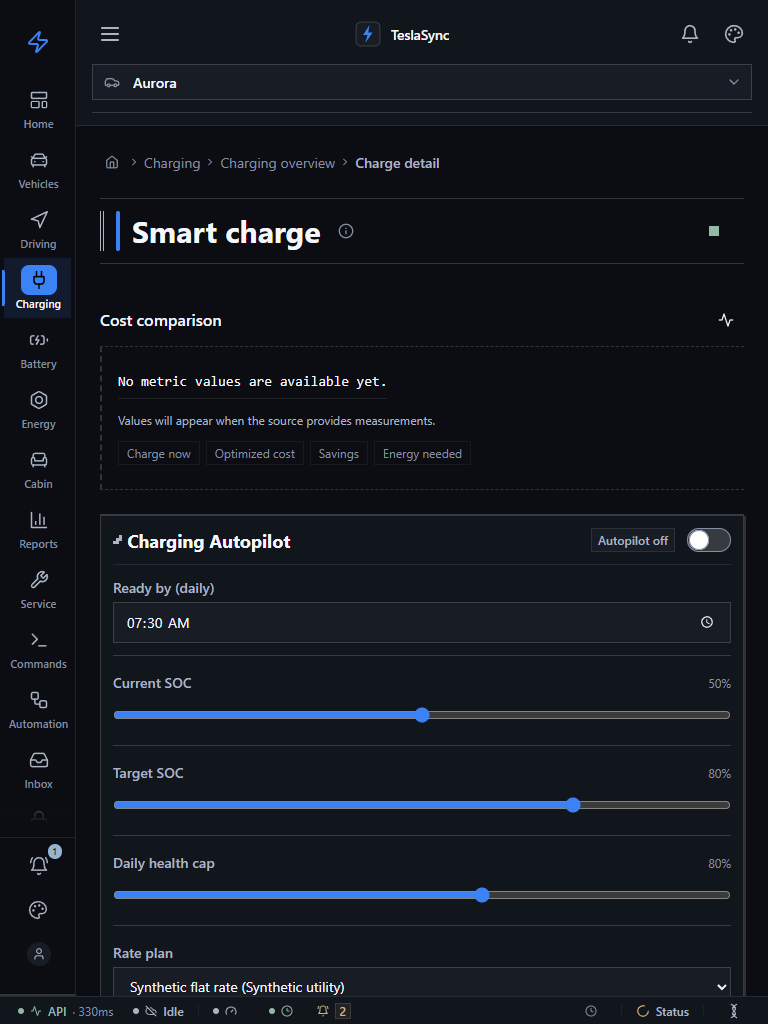 TeslaSync
Aurora
Home
Vehicles
Driving
Charging
Battery
Energy
Cabin
Reports
Service
Commands
Automation
Inbox
1
Charging
Charging overview
Charge detail
Smart charge
Cost comparison
No metric values are available yet.
Values will appear when the source provides measurements.
Charge now
Optimized cost
Savings
Energy needed
Charging Autopilot
Autopilot off
Ready by (daily)
07:30 AM
Current SOC 50%
Target SOC 80%
Daily health cap 80%
Rate plan
Synthetic flat rate (Synthetic utility)
API · 330ms
Idle
2
Status